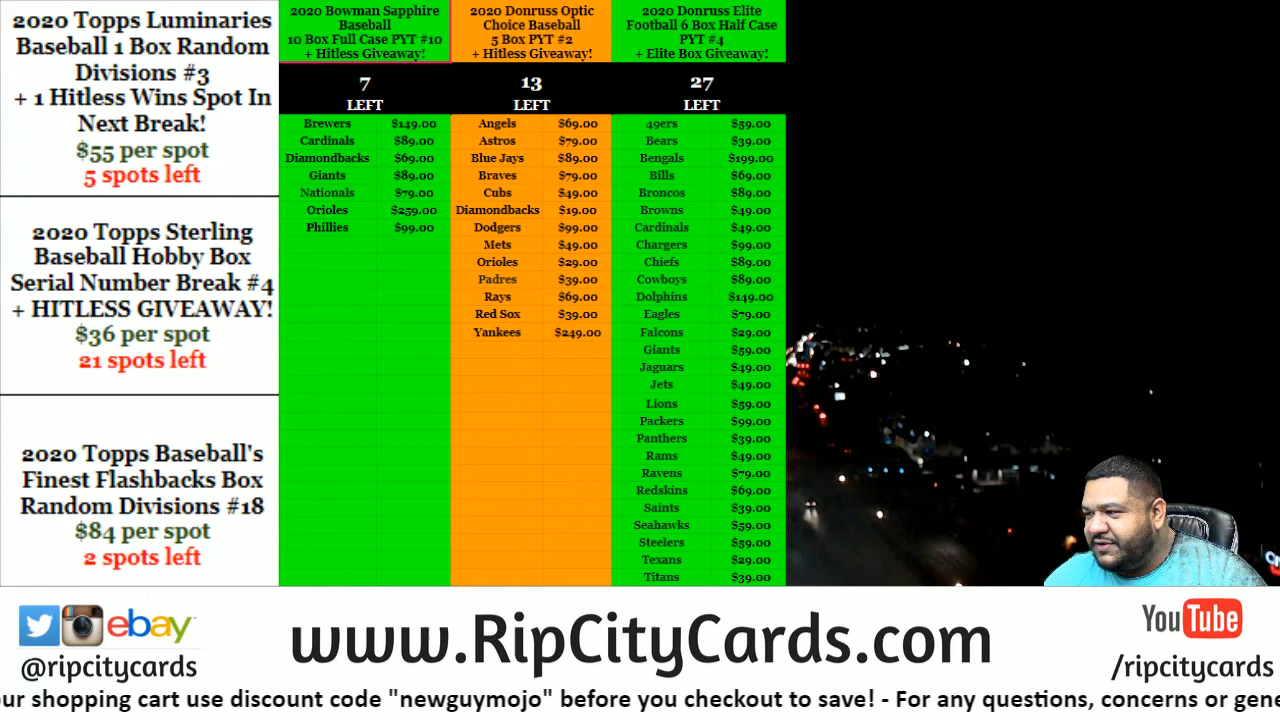 2020 Topps Luminaries
Baseball 1 Box Random
Divisions #3
+ 1 Hitless Wins Spot In
Next Break!
$55 per spot
5 spots left
2020 Topps Sterling
Baseball Hobby Box
Serial Number Break #4
+ HITLESS GIVEAWAY!
$36 per spot
21 spots left
2020 Topps Baseball's
Finest Flashbacks Box
Random Divisions #18
$84 per spot
2 spots left
2020 Bowman Sapphire
Baseball
10 Box Full Case PYT #10
+ Hitless Giveaway!
7
LEFT
Brewers $149.00
Cardinals $89.00
Diamondbacks $69.00
Giants $89.00
Nationals $79.00
Orioles $259.00
Phillies $99.00
2020 Donruss Optic
Choice Baseball
5 Box PYT #2
+ Hitless Giveaway!
13
LEFT
Angels $69.00
Astros $79.00
Blue Jays $89.00
Braves $79.00
Cubs $49.00
Diamondbacks $19.00
Dodgers $99.00
Mets $49.00
Orioles $29.00
Padres $39.00
Rays $69.00
Red Sox $39.00
Yankees $249.00
2020 Donruss Elite
Football 6 Box Half Case
PYT #4
+ Elite Box Giveaway!
27
LEFT
49ers $59.00
Bears $39.00
Bengals $199.00
Bills $69.00
Broncos $89.00
Browns $49.00
Cardinals $49.00
Chargers $99.00
Chiefs $89.00
Cowboys $89.00
Dolphins $149.00
Eagles $79.00
Falcons $29.00
Giants $59.00
Jaguars $49.00
Jets $49.00
Lions $59.00
Packers $99.00
Panthers $39.00
Rams $49.00
Ravens $79.00
Redskins $69.00
Saints $39.00
Seahawks $59.00
Steelers $59.00
Texans $29.00
Titans $39.00
ebay
@ripcitycards
www.RipCityCards.com
YouTube
/ripcitycards
our shopping cart use discount code "newguymojo" before you checkout to save! - For any questions, concerns or gene